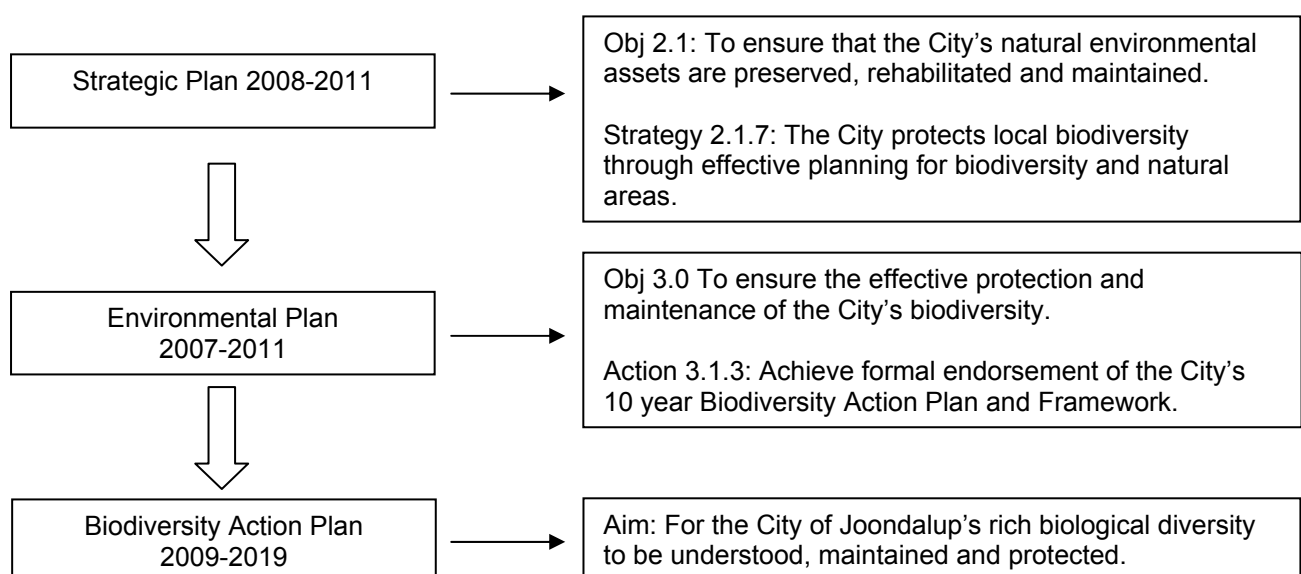 Strategic Plan 2008-2011
Obj 2.1: To ensure that the City’s natural environmental
assets are preserved, rehabilitated and maintained.
Strategy 2.1.7: The City protects local biodiversity
through effective planning for biodiversity and natural
areas.
Environmental Plan
2007-2011
Obj 3.0 To ensure the effective protection and
maintenance of the City’s biodiversity.
Action 3.1.3: Achieve formal endorsement of the City’s
10 year Biodiversity Action Plan and Framework.
Biodiversity Action Plan
2009-2019
Aim: For the City of Joondalup’s rich biological diversity
to be understood, maintained and protected.